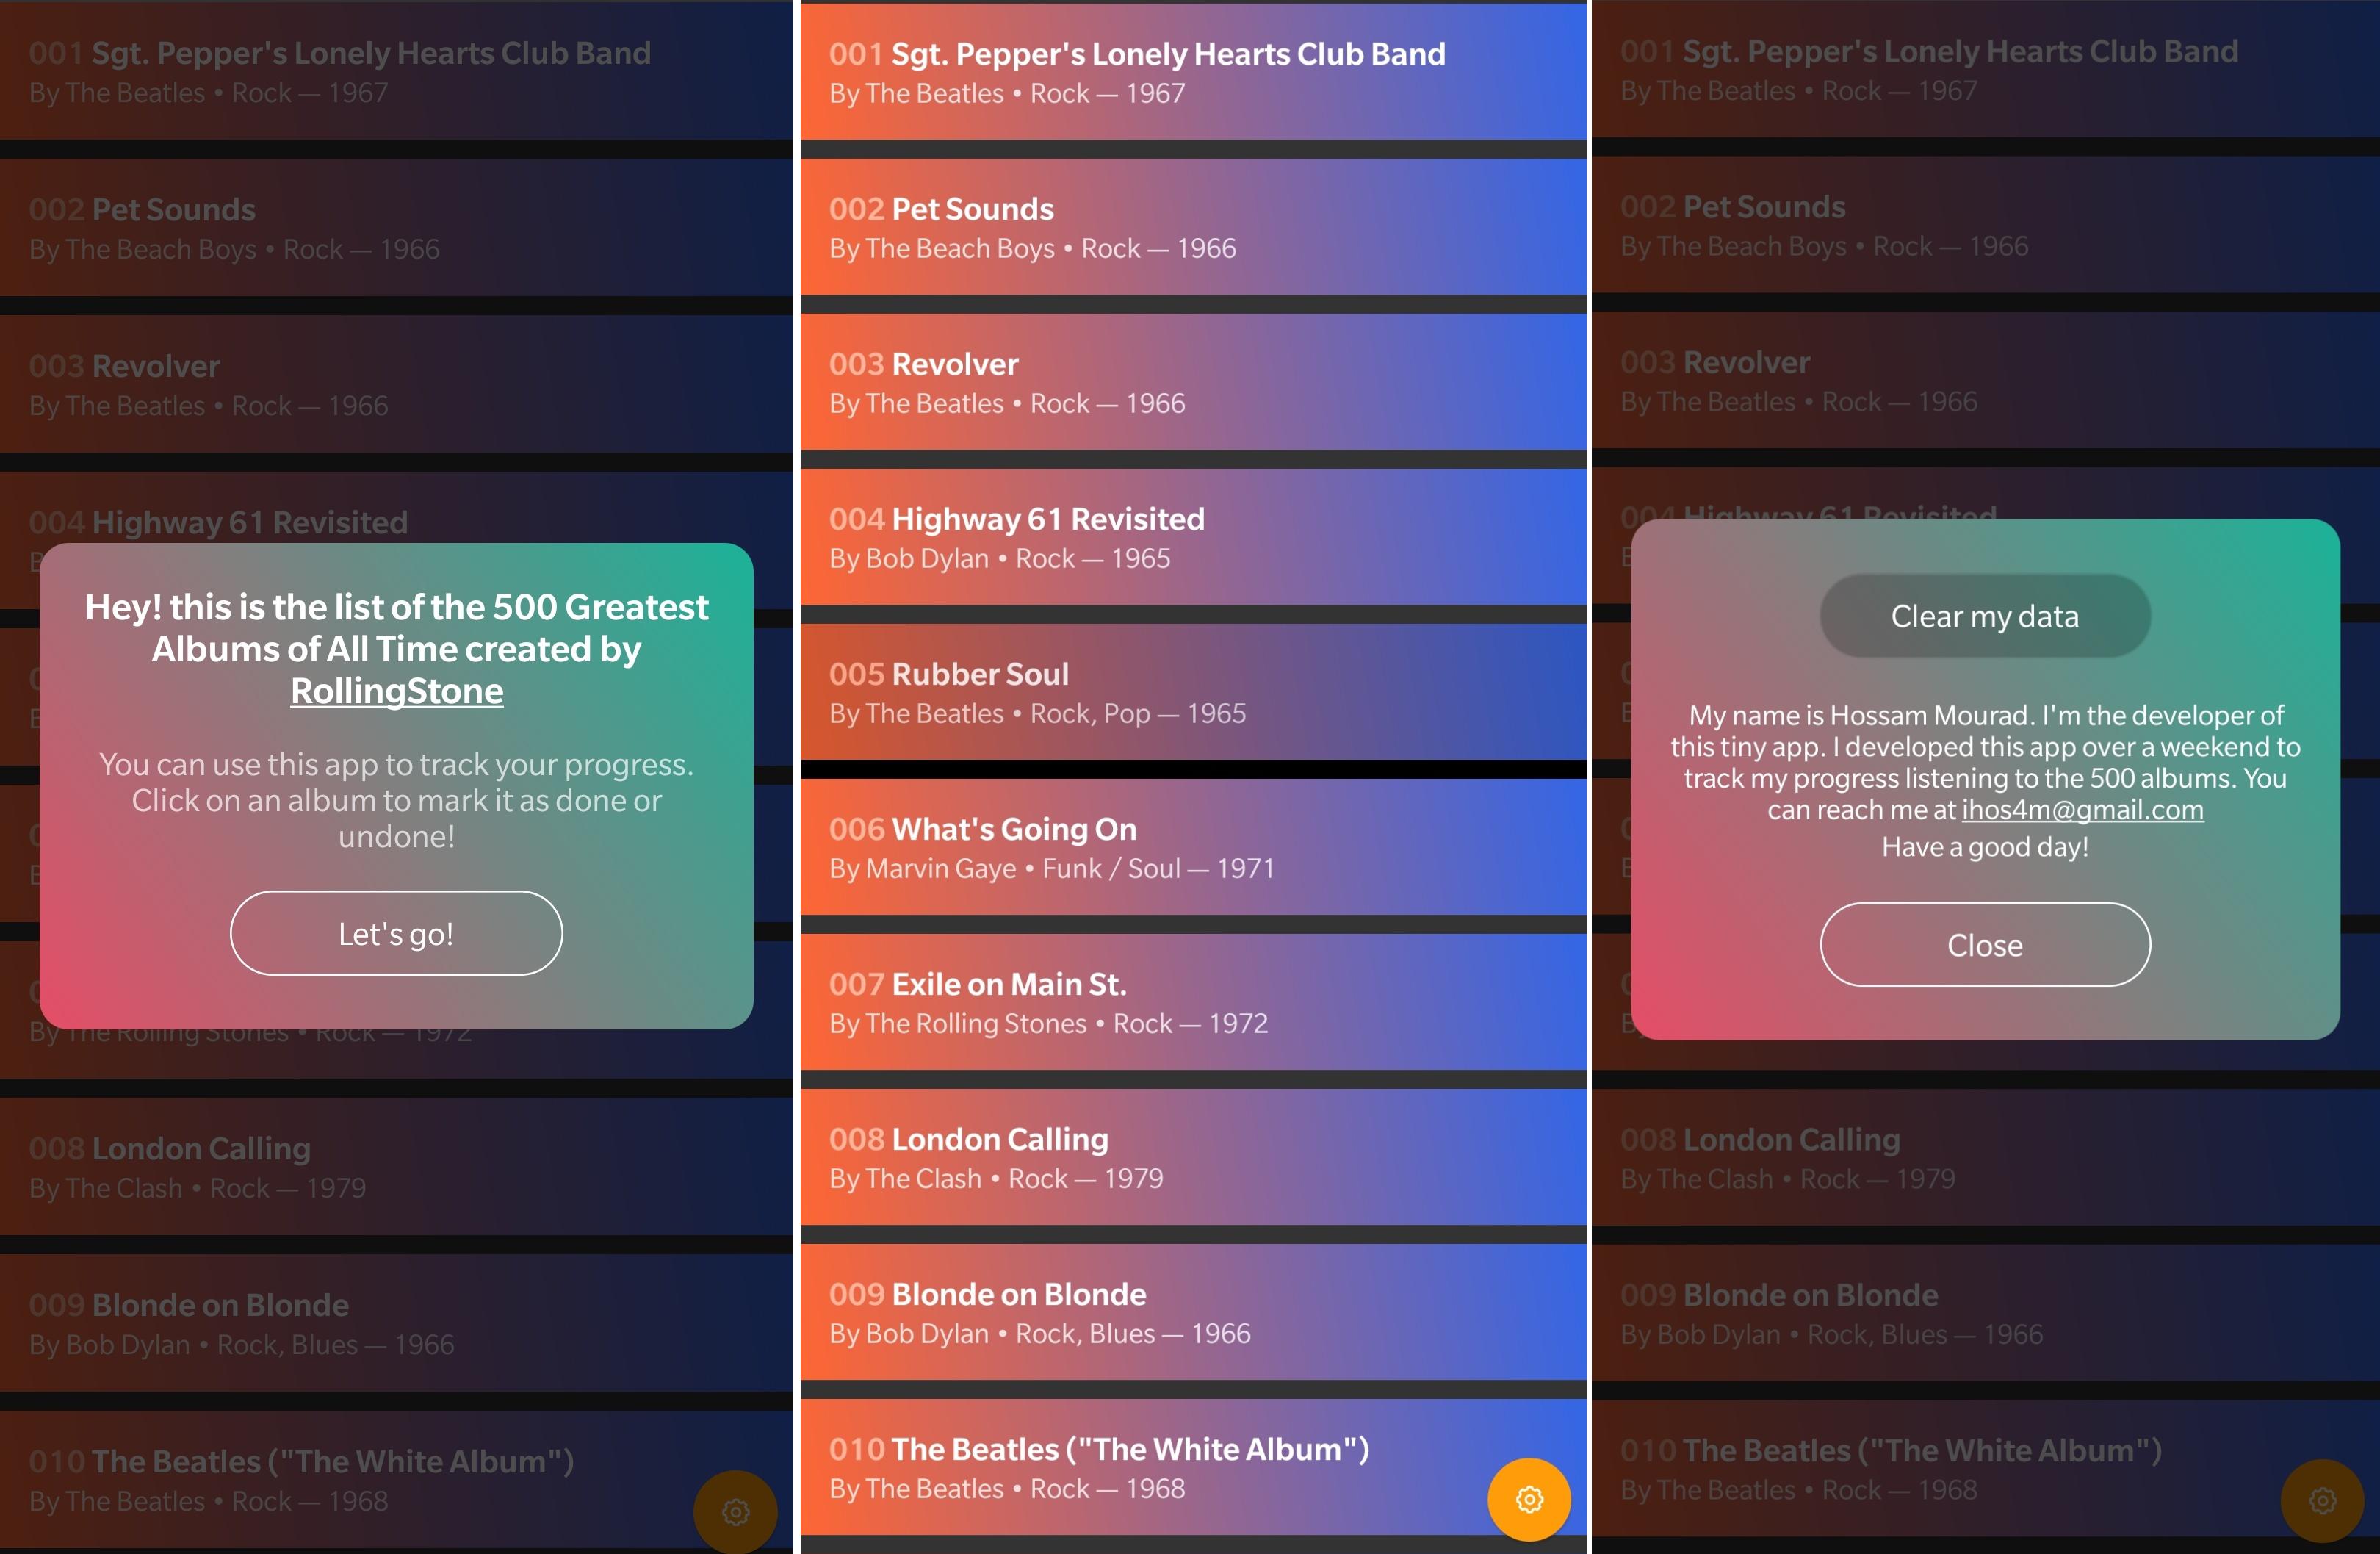 001 Sgt. Pepper's Lonely Hearts Club Band
By The Beatles • Rock — 1967
002 Pet Sounds
By The Beach Boys • Rock — 1966
003 Revolver
By The Beatles • Rock — 1966
004 Highway 61 Revisited
Hey! this is the list of the 500 Greatest
Albums of All Time created by
RollingStone
You can use this app to track your progress.
Click on an album to mark it as done or
undone!
Let's go!
By The Rolling Stones • Rock — 1972
008 London Calling
By The Clash • Rock — 1979
009 Blonde on Blonde
By Bob Dylan • Rock, Blues — 1966
010 The Beatles ("The White Album")
By The Beatles • Rock — 1968
001 Sgt. Pepper's Lonely Hearts Club Band
By The Beatles • Rock — 1967
002 Pet Sounds
By The Beach Boys • Rock — 1966
003 Revolver
By The Beatles • Rock — 1966
004 Highway 61 Revisited
By Bob Dylan • Rock — 1965
005 Rubber Soul
By The Beatles • Rock, Pop — 1965
006 What's Going On
By Marvin Gaye • Funk / Soul — 1971
007 Exile on Main St.
By The Rolling Stones • Rock — 1972
008 London Calling
By The Clash • Rock — 1979
009 Blonde on Blonde
By Bob Dylan • Rock, Blues — 1966
010 The Beatles ("The White Album")
By The Beatles • Rock — 1968
001 Sgt. Pepper's Lonely Hearts Club Band
By The Beatles • Rock — 1967
002 Pet Sounds
By The Beach Boys • Rock — 1966
003 Revolver
By The Beatles • Rock — 1966
004 Highway 61 Revisited
Clear my data
My name is Hossam Mourad. I'm the developer of
this tiny app. I developed this app over a weekend to
track my progress listening to the 500 albums. You
can reach me at ihos4m@gmail.com
Have a good day!
Close
008 London Calling
By The Clash • Rock — 1979
009 Blonde on Blonde
By Bob Dylan • Rock, Blues — 1966
010 The Beatles ("The White Album")
By The Beatles • Rock — 1968